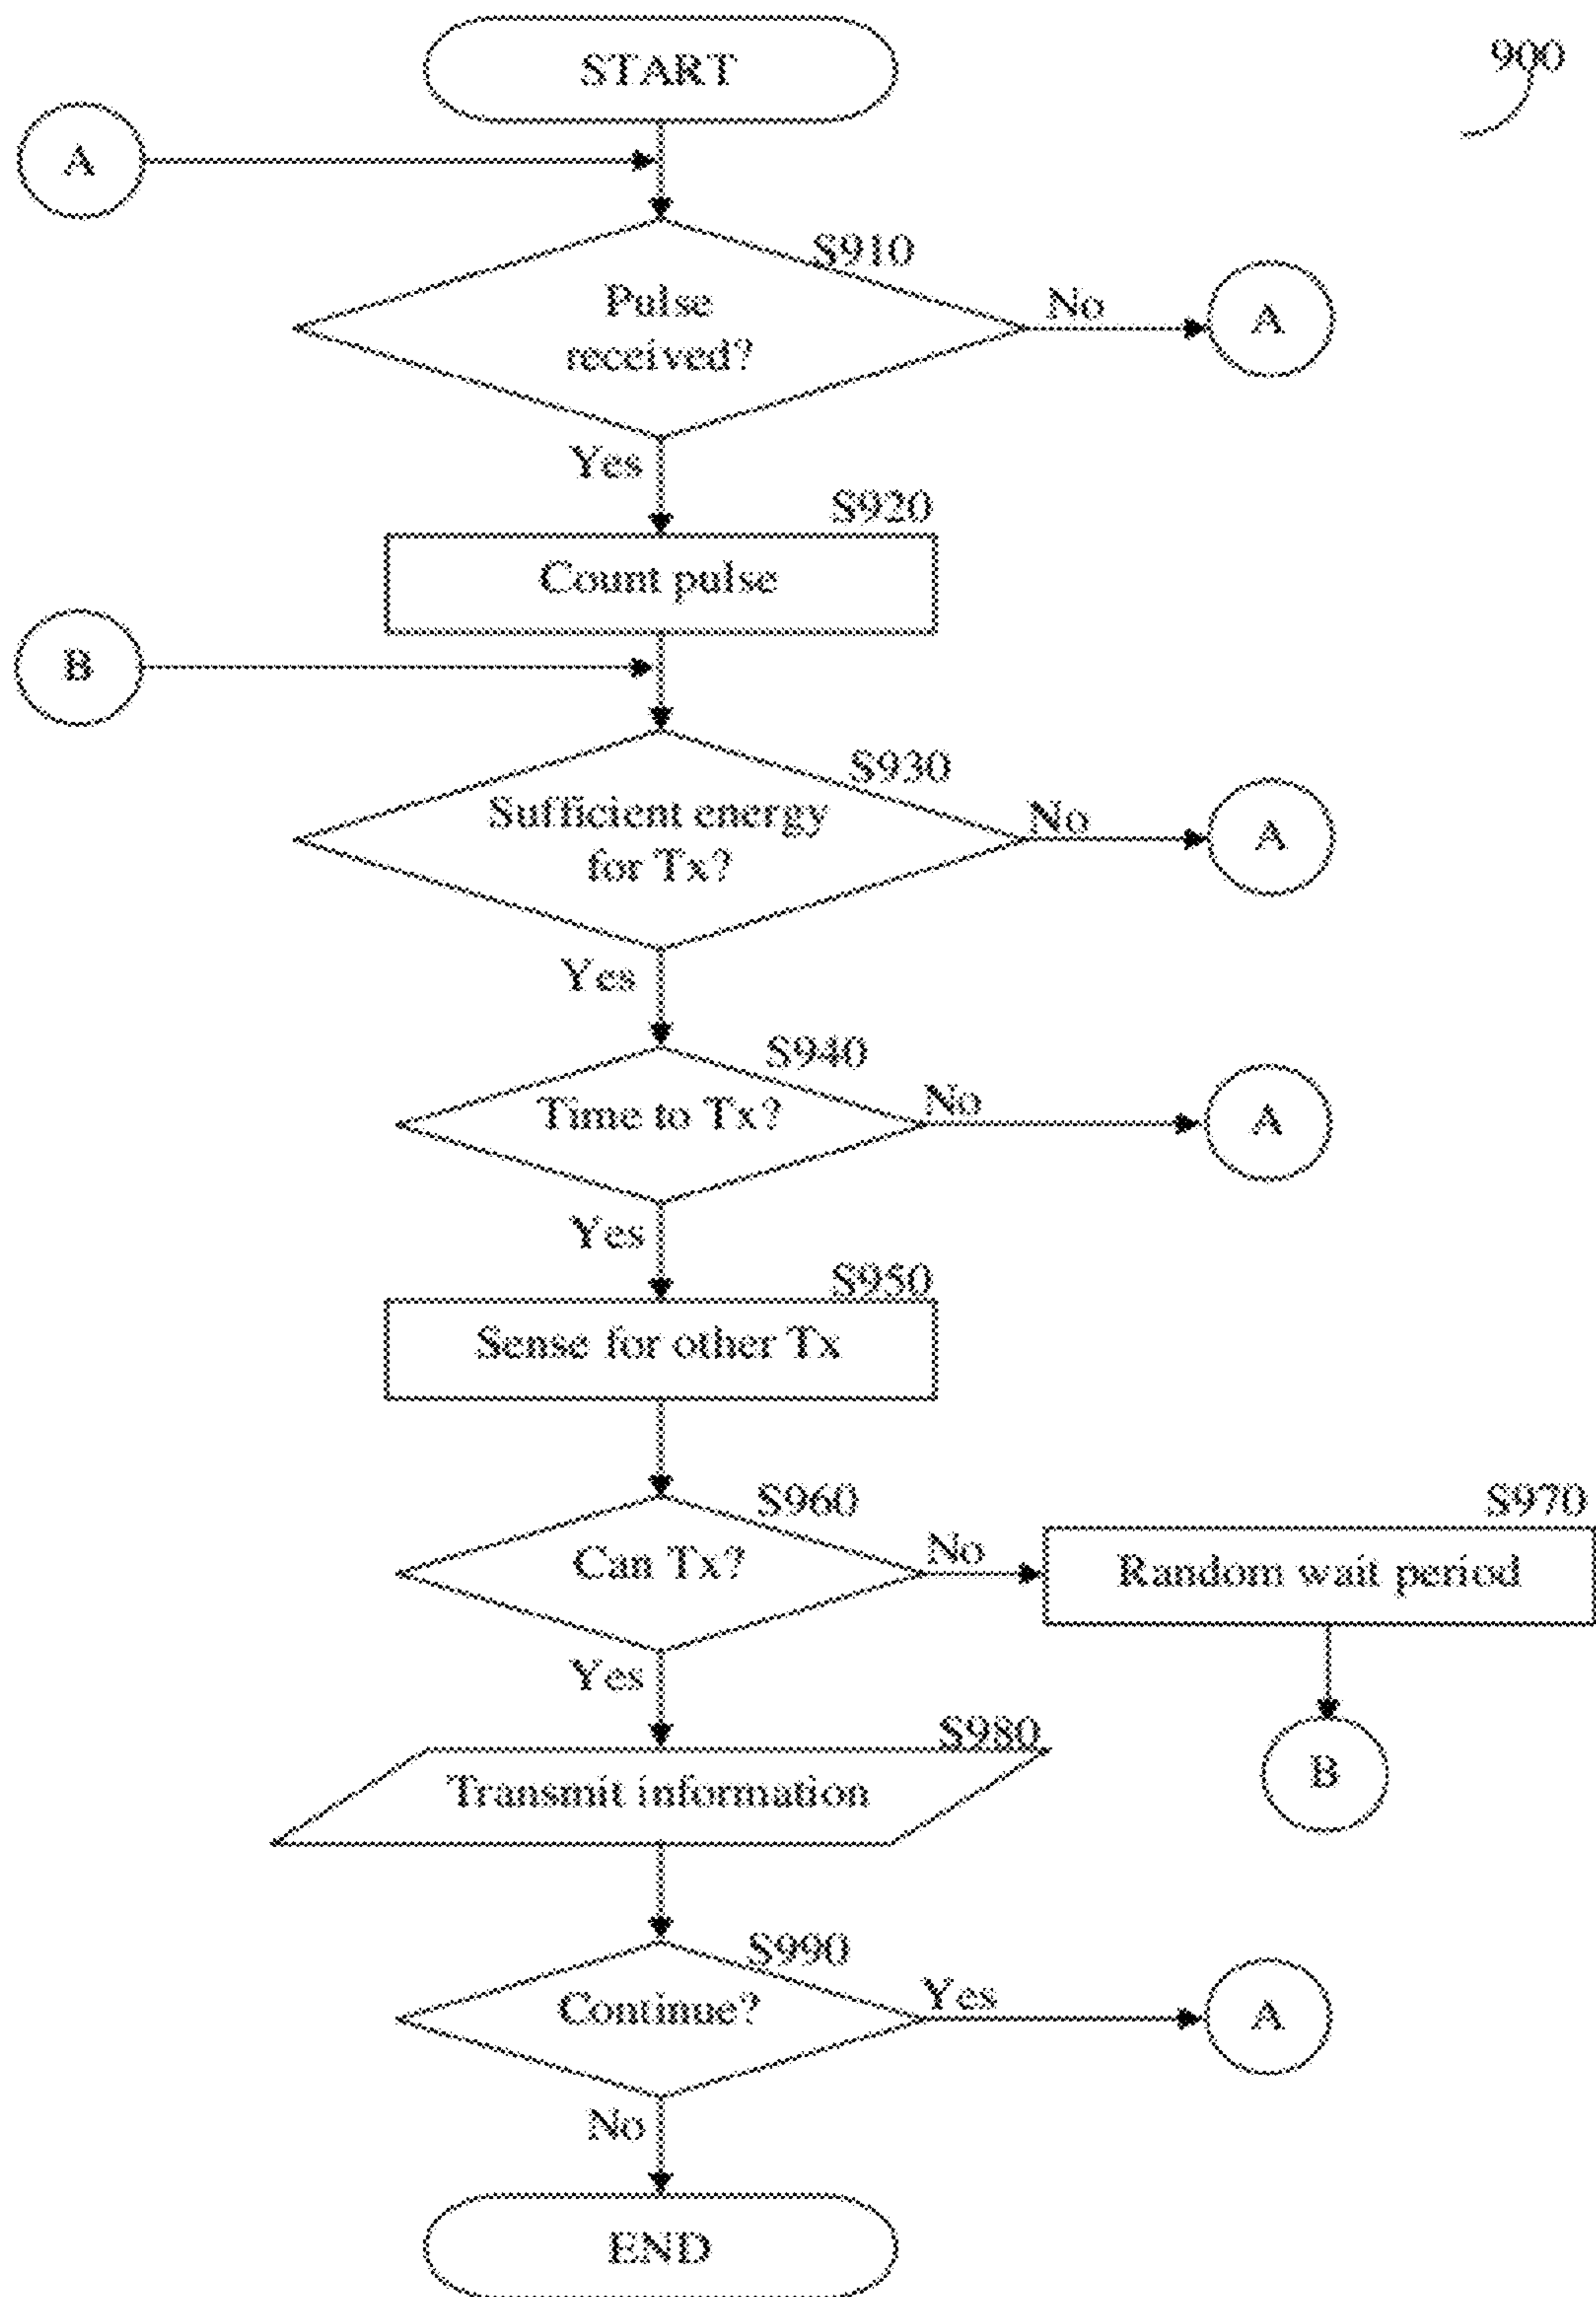 START
900
A
S910
Pulse
received?
No
A
Yes
S920
Count pulse
B
S930
Sufficient energy
for Tx?
No
A
Yes
S940
Time to Tx?
No
A
Yes
S950
Sense for other Tx
S960
Can Tx?
No
S970
Random wait period
Yes
B
S980
Transmit information
S990
Continue?
Yes
A
No
END